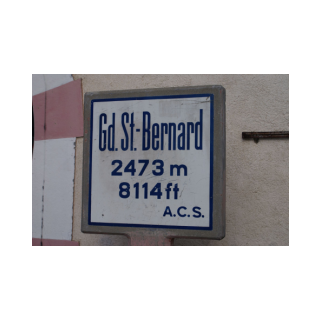 Gd. St.-Bernard
2473 m
8114 ft
A.C.S.